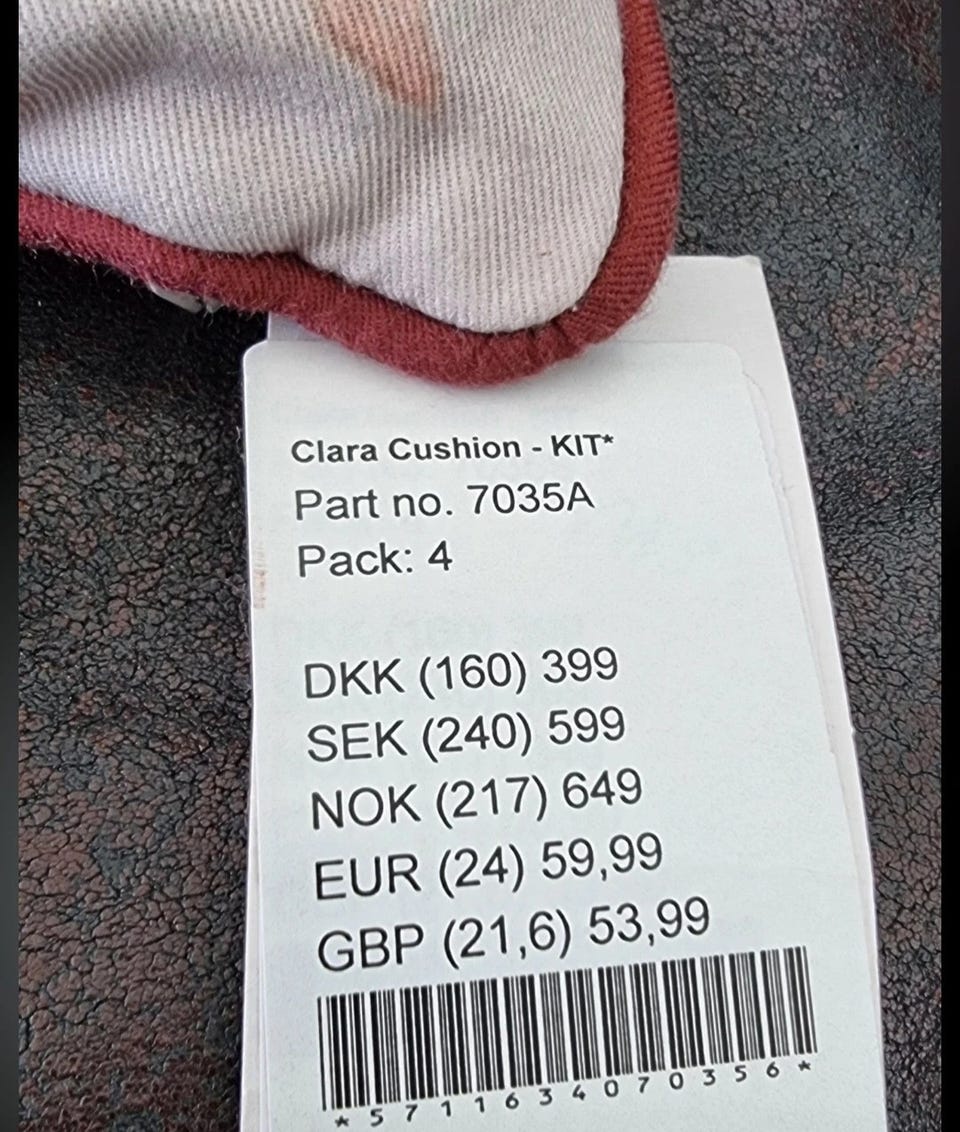 Clara Cushion - KIT*
Part no. 7035A
Pack: 4
DKK (160) 399
SEK (240) 599
NOK (217) 649
EUR (24) 59,99
GBP (21,6) 53,99
*5711634070356*